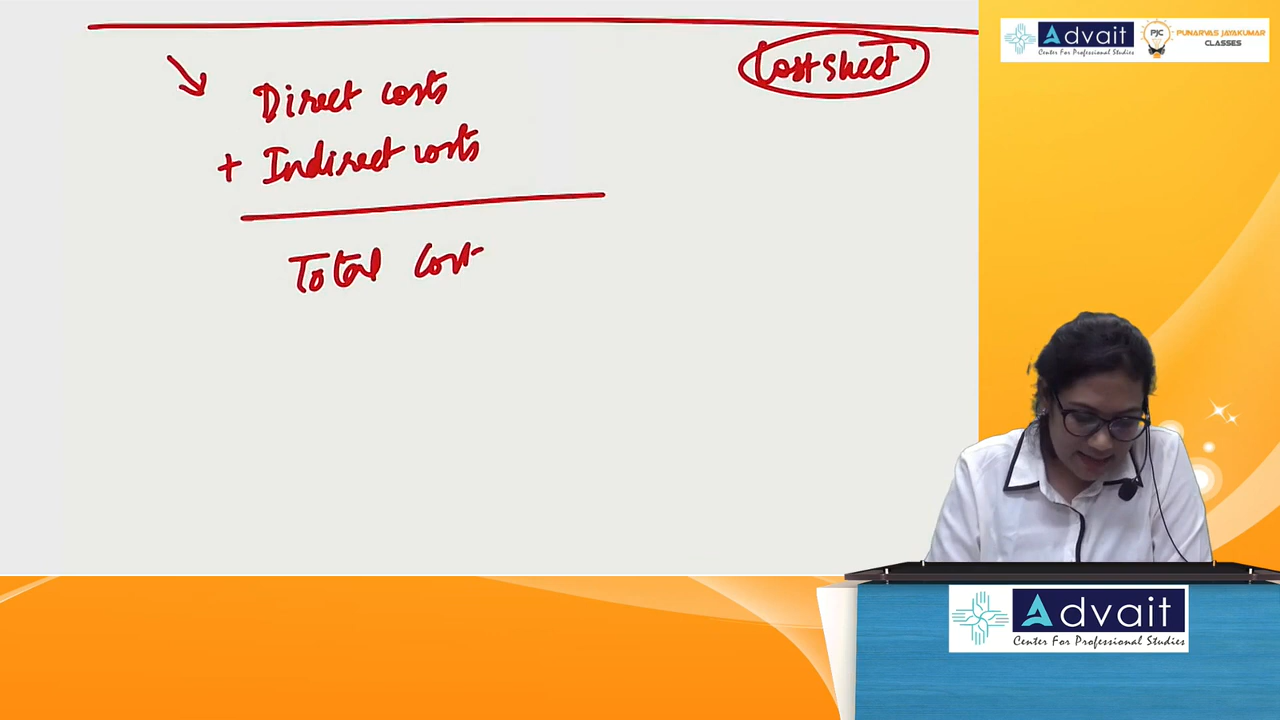 Cost sheet
Direct costs
+ Indirect costs
Total Cost
Advait
Center For Professional Studies
PJC
PUNARVAS JAYAKUMAR
CLASSES
Advait
Center For Professional Studies